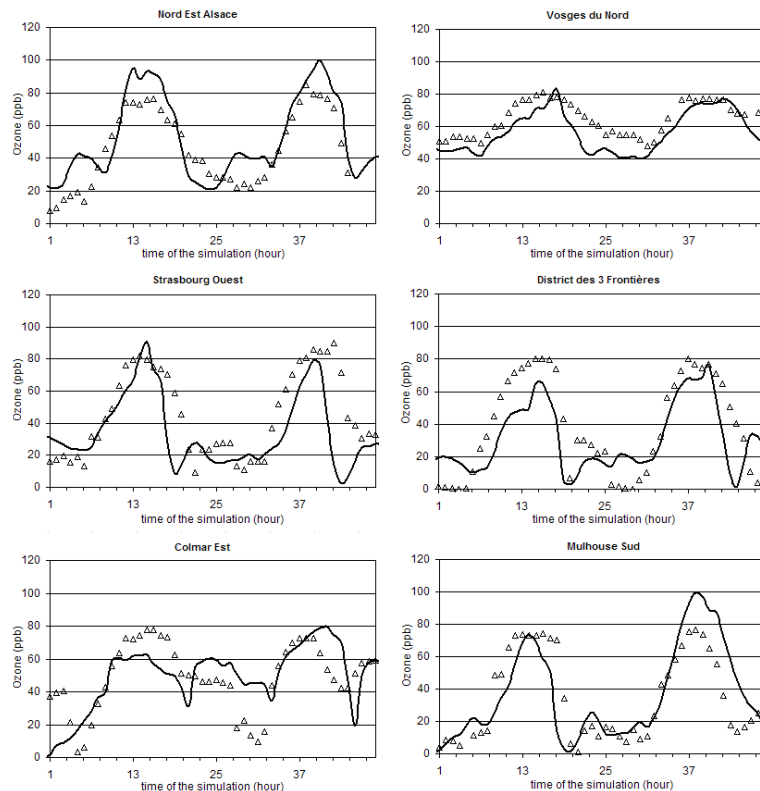 Nord Est Alsace
120
100
80
60
40
20
0
Ozone (ppb)
1 13 25 37
time of the simulation (hour)
Vosges du Nord
120
100
80
60
40
20
0
Ozone (ppb)
1 13 25 37
time of the simulation (hour)
Strasbourg Ouest
120
100
80
60
40
20
0
Ozone (ppb)
1 13 25 37
time of the simulation (hour)
District des 3 Frontières
120
100
80
60
40
20
0
Ozone (ppb)
1 13 25 37
time of the simulation (hour)
Colmar Est
120
100
80
60
40
20
0
Ozone (ppb)
1 13 25 37
time of the simulation (hour)
Mulhouse Sud
120
100
80
60
40
20
0
Ozone (ppb)
1 13 25 37
time of the simulation (hour)